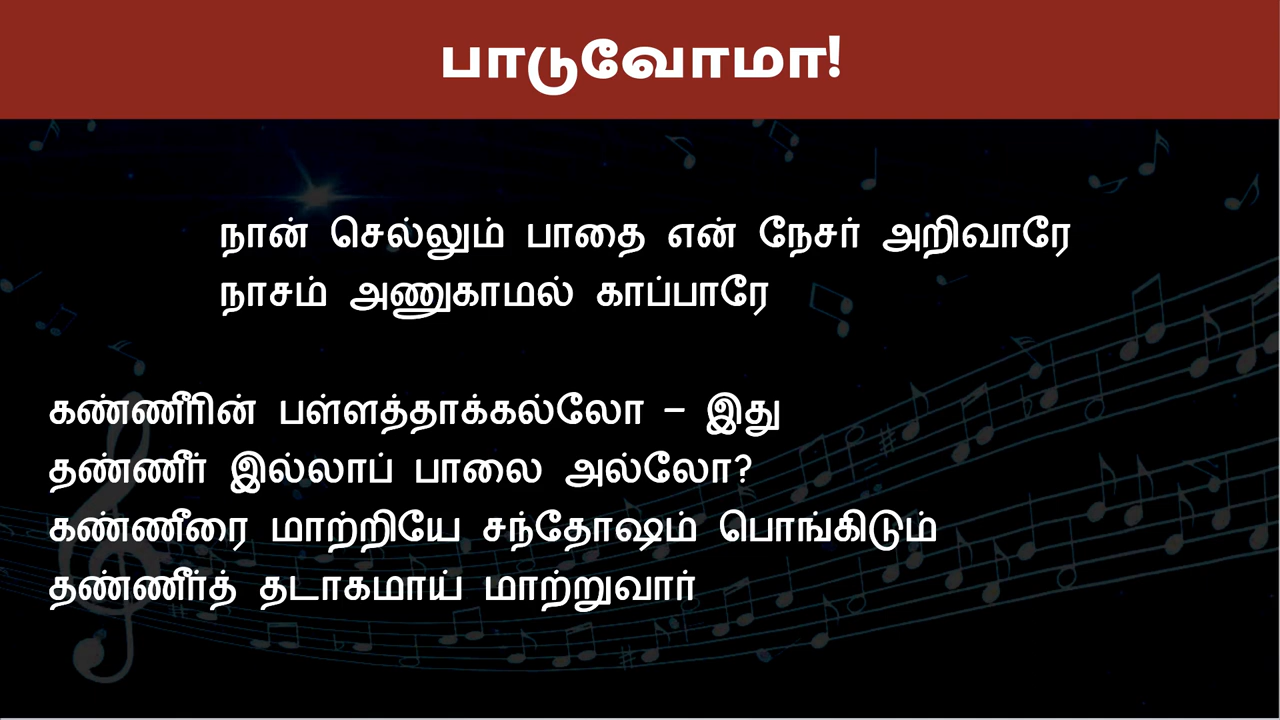 பாடுவோமா!
நான் செல்லும் பாதை என் நேசர் அறிவாரே
நாசம் அணுகாமல் காப்பாரே
கண்ணீரின் பள்ளத்தாக்கல்லோ – இது
தண்ணீர் இல்லாப் பாலை அல்லோ?
கண்ணீரை மாற்றியே சந்தோஷம் பொங்கிடும்
தண்ணீர்த் தடாகமாய் மாற்றுவார்